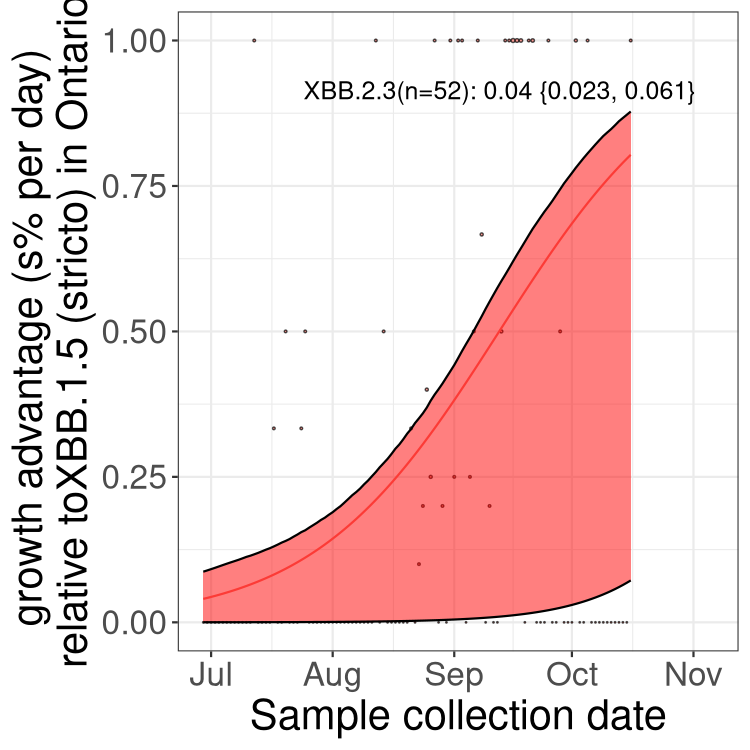 growth advantage (s% per day)
relative toXBB.1.5 (stricto) in Ontario
1.00
0.75
0.50
0.25
0.00
XBB.2.3(n=52): 0.04 {0.023, 0.061}
Jul Aug Sep Oct Nov
Sample collection date